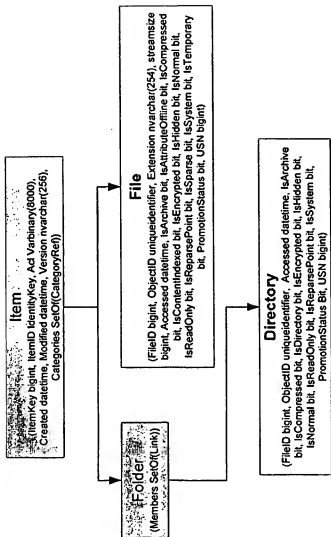 Item
(ItemKey bigint, ItemID IdentityKey, Acl Varbinary(8000),
Created datetime, Modified datetime, Version nvarchar(256),
Categories SetOf(CategoryRef))
Folder
(Members SetOf(Link))
File
(FileID bigint, ObjectID uniqueidentifier, Extension nvarchar(254), streamsize
bigint, Accessed datetime, IsArchive bit, IsAttributeOffline bit, IsCompressed
bit, IsContentIndexed bit, IsEncrypted bit, IsHidden bit, IsNormal bit,
IsReadOnly bit, IsReparsePoint bit, IsSparse bit, IsSystem bit, IsTemporary
bit, PromotionStatus bit, USN bigint)
Directory
(FileID bigint, ObjectID uniqueidentifier, Accessed datetime, IsArchive
bit, IsCompressed bit, IsDirectory bit, IsEncrypted bit, IsHidden bit,
IsNormal bit, IsReadOnly bit, IsReparsePoint bit, IsSystem bit,
PromotionStatus Bit, USN bigint)